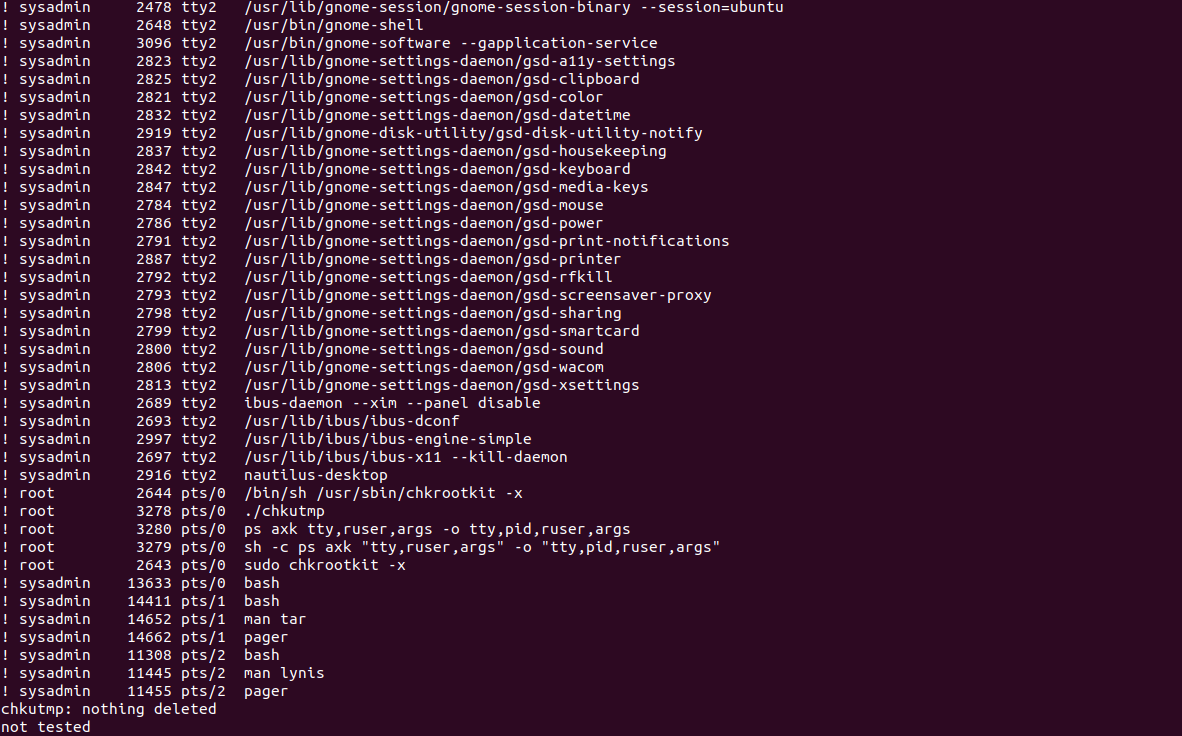 ! sysadmin     2478 tty2   /usr/lib/gnome-session/gnome-session-binary --session=ubuntu
! sysadmin     2648 tty2   /usr/bin/gnome-shell
! sysadmin     3096 tty2   /usr/bin/gnome-software --gapplication-service
! sysadmin     2823 tty2   /usr/lib/gnome-settings-daemon/gsd-a11y-settings
! sysadmin     2825 tty2   /usr/lib/gnome-settings-daemon/gsd-clipboard
! sysadmin     2821 tty2   /usr/lib/gnome-settings-daemon/gsd-color
! sysadmin     2832 tty2   /usr/lib/gnome-settings-daemon/gsd-datetime
! sysadmin     2919 tty2   /usr/lib/gnome-disk-utility/gsd-disk-utility-notify
! sysadmin     2837 tty2   /usr/lib/gnome-settings-daemon/gsd-housekeeping
! sysadmin     2842 tty2   /usr/lib/gnome-settings-daemon/gsd-keyboard
! sysadmin     2847 tty2   /usr/lib/gnome-settings-daemon/gsd-media-keys
! sysadmin     2784 tty2   /usr/lib/gnome-settings-daemon/gsd-mouse
! sysadmin     2786 tty2   /usr/lib/gnome-settings-daemon/gsd-power
! sysadmin     2791 tty2   /usr/lib/gnome-settings-daemon/gsd-print-notifications
! sysadmin     2887 tty2   /usr/lib/gnome-settings-daemon/gsd-printer
! sysadmin     2792 tty2   /usr/lib/gnome-settings-daemon/gsd-rfkill
! sysadmin     2793 tty2   /usr/lib/gnome-settings-daemon/gsd-screensaver-proxy
! sysadmin     2798 tty2   /usr/lib/gnome-settings-daemon/gsd-sharing
! sysadmin     2799 tty2   /usr/lib/gnome-settings-daemon/gsd-smartcard
! sysadmin     2800 tty2   /usr/lib/gnome-settings-daemon/gsd-sound
! sysadmin     2806 tty2   /usr/lib/gnome-settings-daemon/gsd-wacom
! sysadmin     2813 tty2   /usr/lib/gnome-settings-daemon/gsd-xsettings
! sysadmin     2689 tty2   ibus-daemon --xim --panel disable
! sysadmin     2693 tty2   /usr/lib/ibus/ibus-dconf
! sysadmin     2997 tty2   /usr/lib/ibus/ibus-engine-simple
! sysadmin     2697 tty2   /usr/lib/ibus/ibus-x11 --kill-daemon
! sysadmin     2916 tty2   nautilus-desktop
! root         2644 pts/0  /bin/sh /usr/sbin/chkrootkit -x
! root         3278 pts/0  ./chkutmp
! root         3280 pts/0  ps axk tty,ruser,args -o tty,pid,ruser,args
! root         3279 pts/0  sh -c ps axk "tty,ruser,args" -o "tty,pid,ruser,args"
! root         2643 pts/0  sudo chkrootkit -x
! sysadmin    13633 pts/0  bash
! sysadmin    14411 pts/1  bash
! sysadmin    14652 pts/1  man tar
! sysadmin    14662 pts/1  pager
! sysadmin    11308 pts/2  bash
! sysadmin    11445 pts/2  man lynis
! sysadmin    11455 pts/2  pager
chkutmp: nothing deleted
not tested